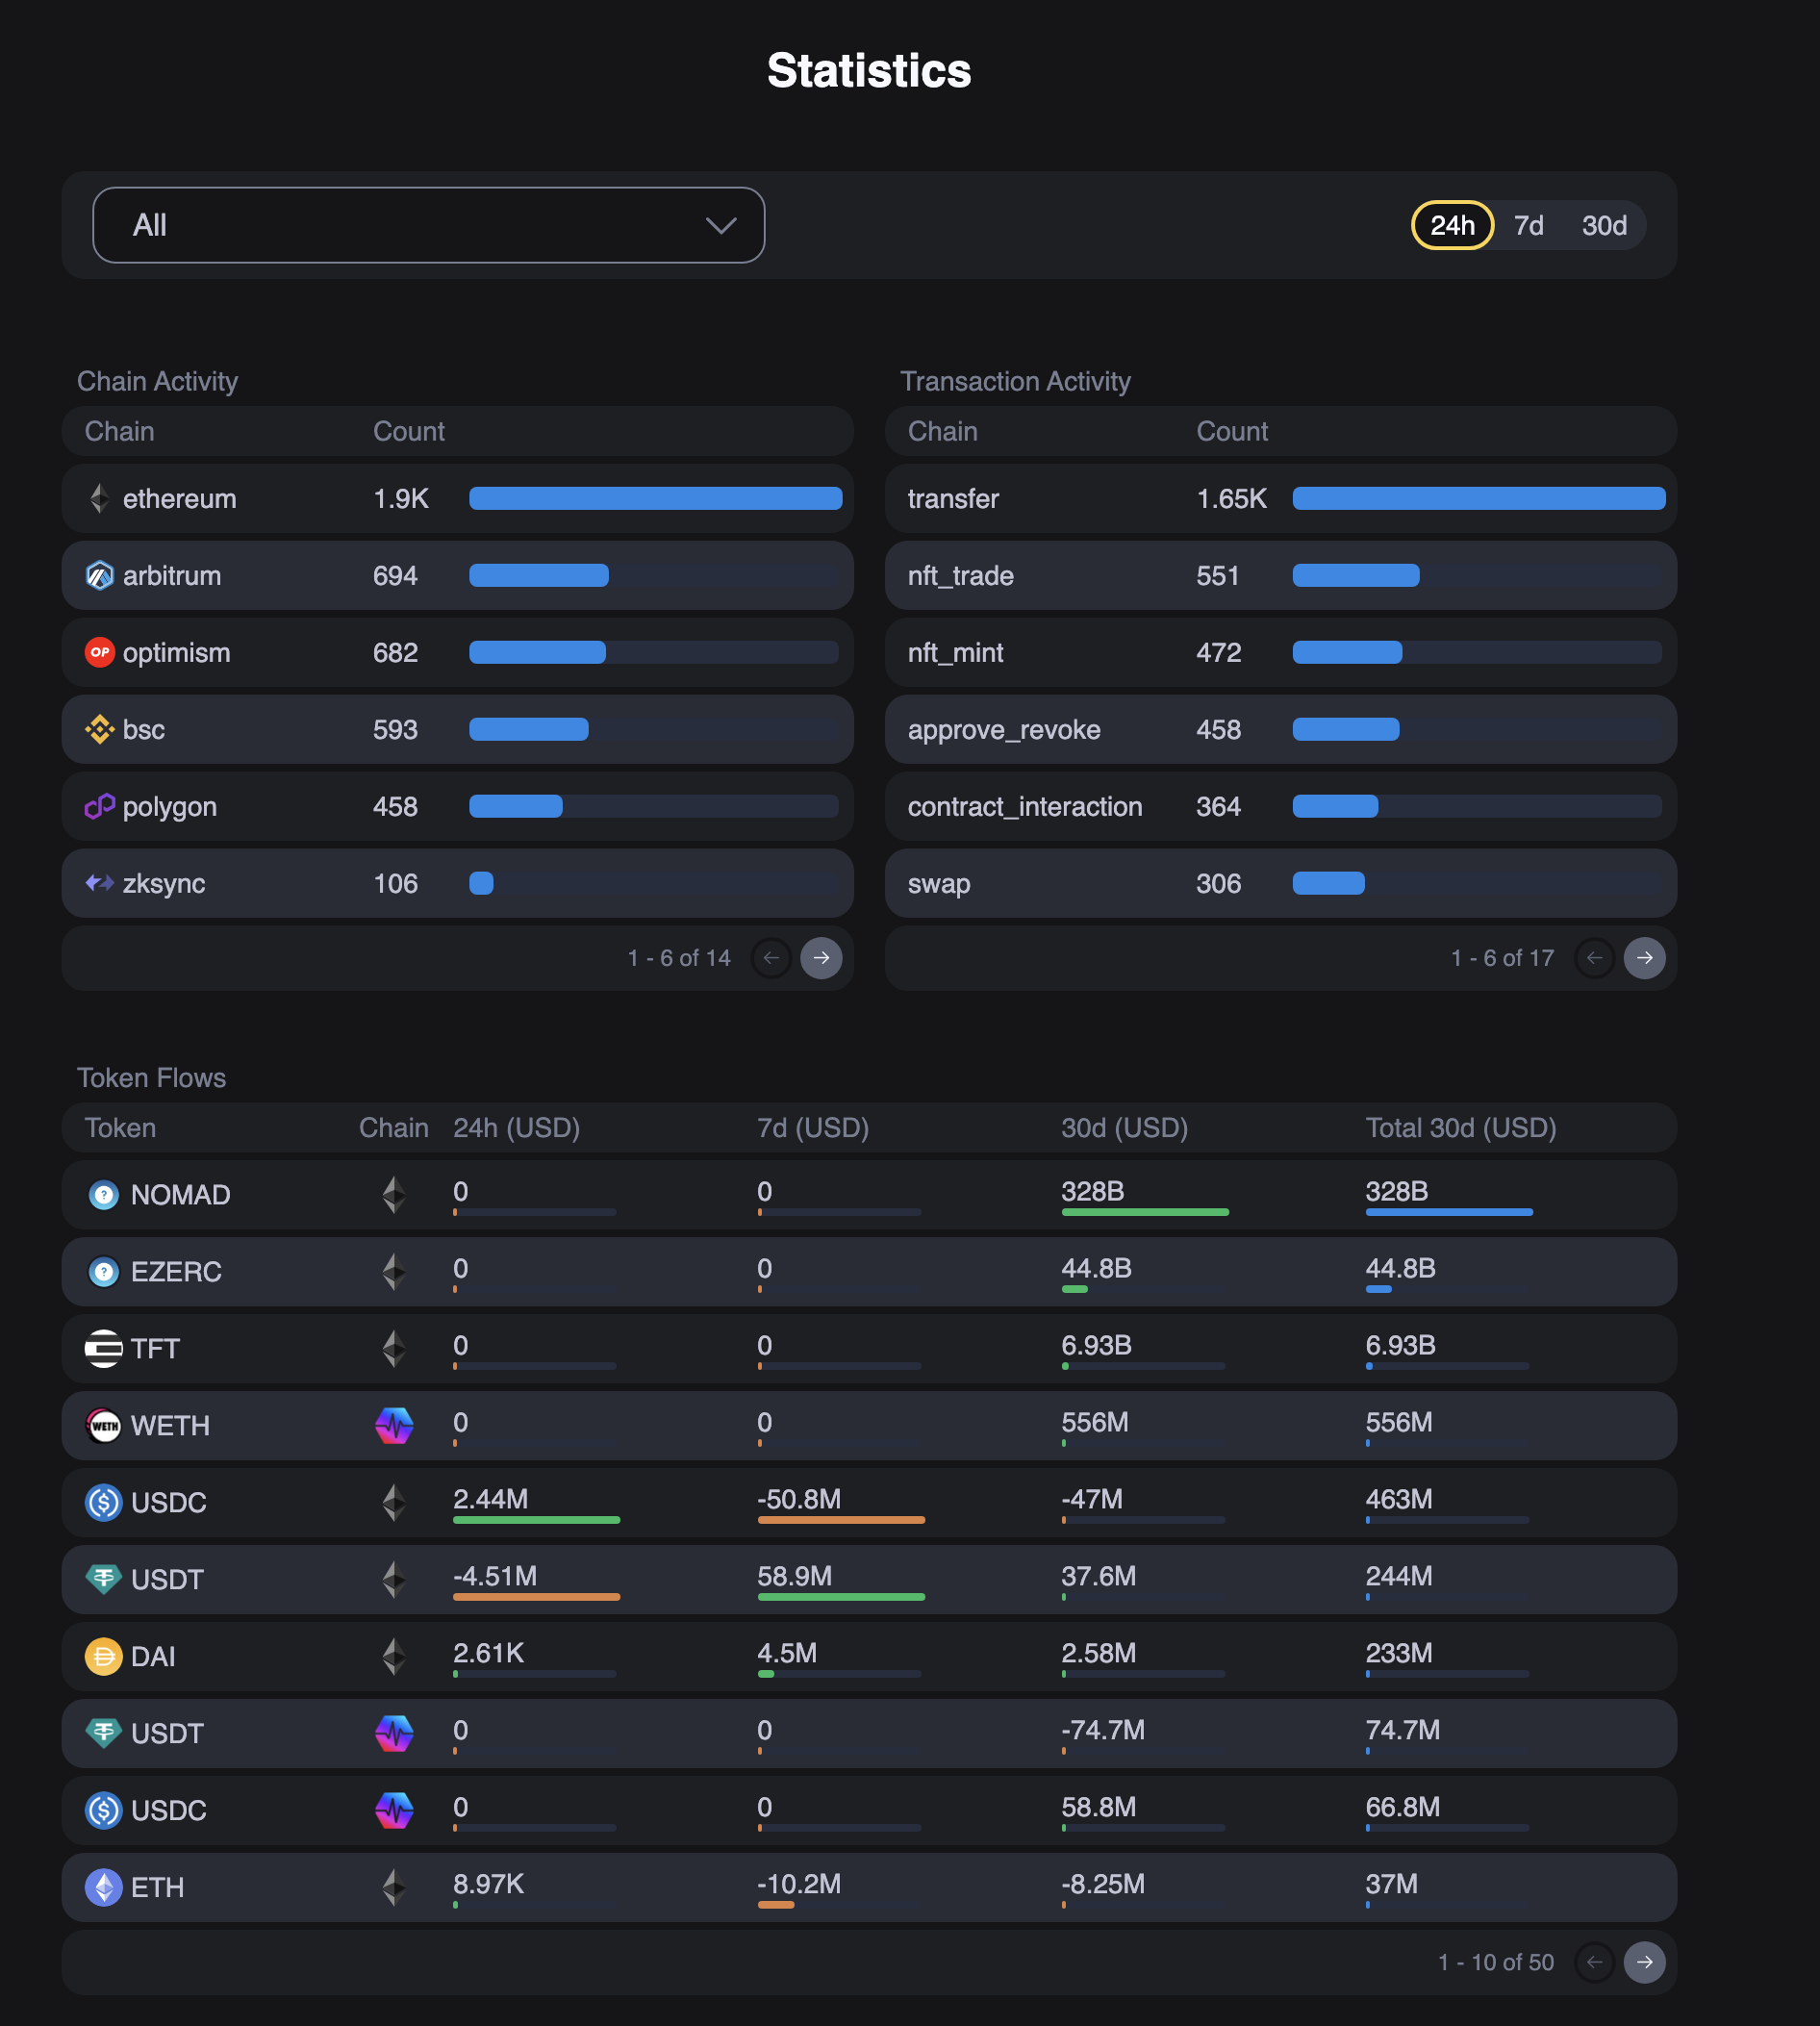 Statistics
All
24h 7d 30d
Chain Activity
Chain Count
ethereum 1.9K
arbitrum 694
OP optimism 682
bsc 593
polygon 458
zksync 106
1 - 6 of 14
Transaction Activity
Chain Count
transfer 1.65K
nft_trade 551
nft_mint 472
approve_revoke 458
contract_interaction 364
swap 306
1 - 6 of 17
Token Flows
Token Chain 24h (USD) 7d (USD) 30d (USD) Total 30d (USD)
? NOMAD 0 0 328B 328B
? EZERC 0 0 44.8B 44.8B
TFT 0 0 6.93B 6.93B
WETH WETH 0 0 556M 556M
$ USDC 2.44M -50.8M -47M 463M
USDT -4.51M 58.9M 37.6M 244M
DAI 2.61K 4.5M 2.58M 233M
USDT 0 0 -74.7M 74.7M
$ USDC 0 0 58.8M 66.8M
ETH 8.97K -10.2M -8.25M 37M
1 - 10 of 50